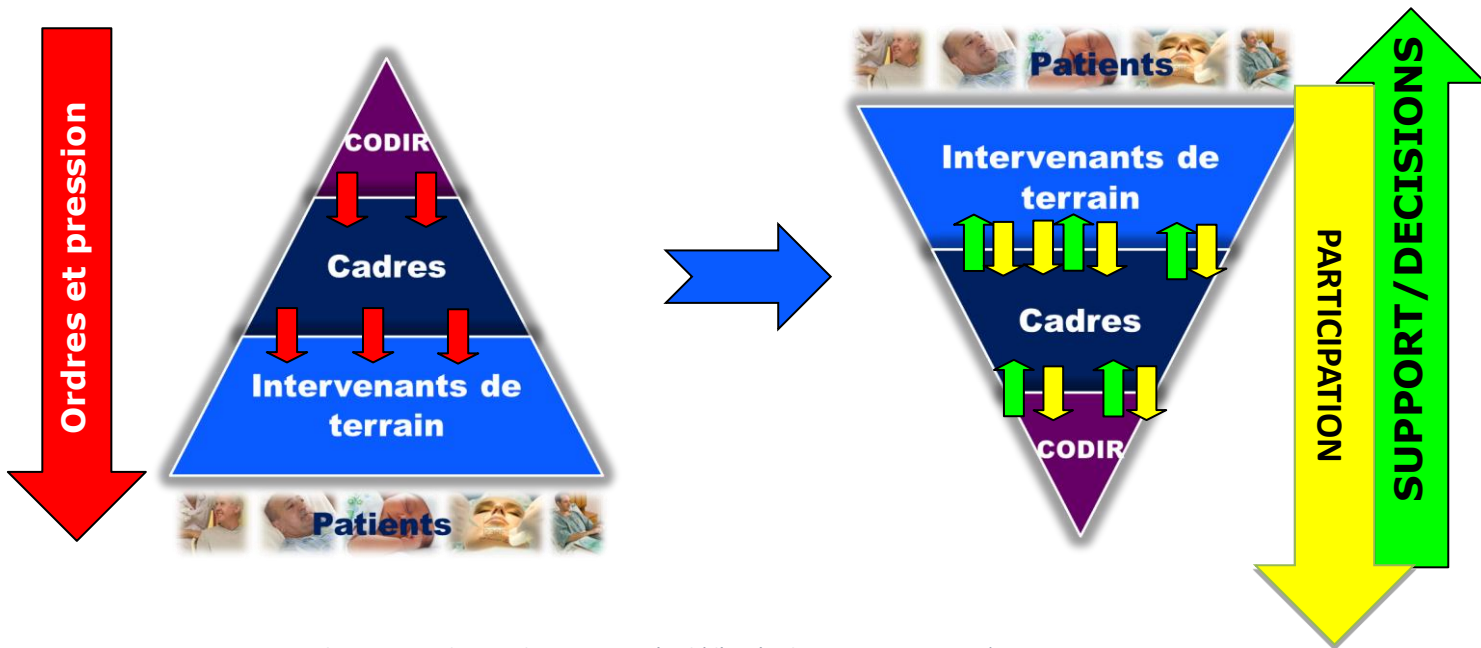 Ordres et pression
CODIR
Cadres
Intervenants de
terrain
Patients
Patients
Intervenants de
terrain
Cadres
CODIR
PARTICIPATION
SUPPORT/DECISIONS